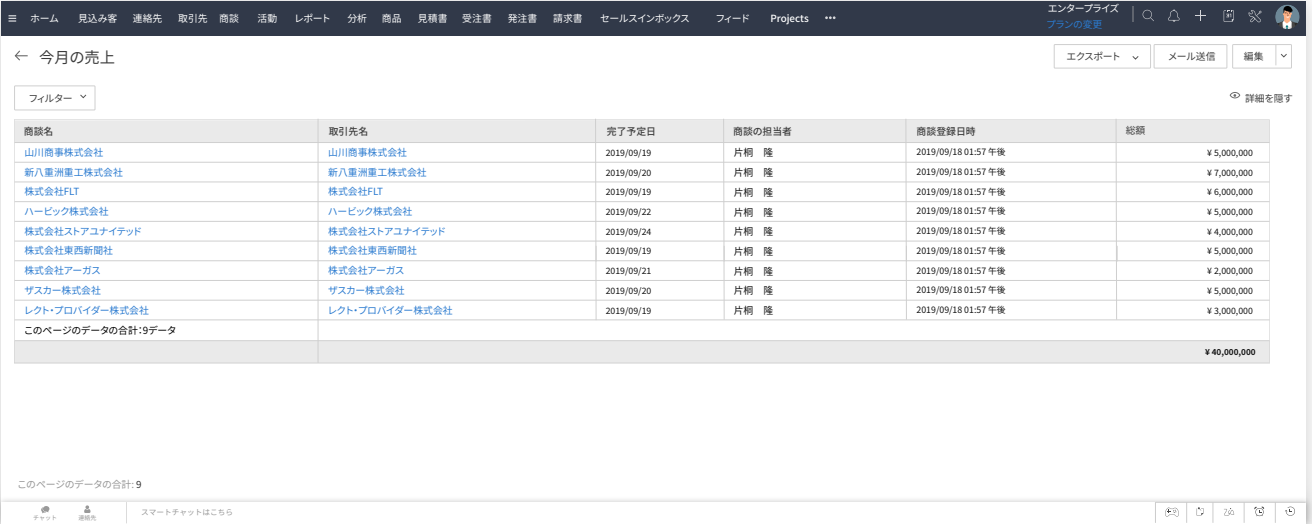 ホーム 見込み客 連絡先 取引先 商談 活動 レポート 分析 商品 見積書 受注書 発注書 請求書 セールスインボックス フィード Projects ••• エンタープライズ
プランの変更
今月の売上 エクスポート メール送信 編集
フィルター 詳細を隠す
商談名 取引先名 完了予定日 商談の担当者 商談登録日時 総額
山川商事株式会社 山川商事株式会社 2019/09/19 片桐 隆 2019/09/18 01:57 午後 ¥ 5,000,000
新八重洲重工株式会社 新八重洲重工株式会社 2019/09/20 片桐 隆 2019/09/18 01:57 午後 ¥ 7,000,000
株式会社FLT 株式会社FLT 2019/09/19 片桐 隆 2019/09/18 01:57 午後 ¥ 6,000,000
ハービック株式会社 ハービック株式会社 2019/09/22 片桐 隆 2019/09/18 01:57 午後 ¥ 5,000,000
株式会社ストアユナイテッド 株式会社ストアユナイテッド 2019/09/24 片桐 隆 2019/09/18 01:57 午後 ¥ 4,000,000
株式会社東西新聞社 株式会社東西新聞社 2019/09/19 片桐 隆 2019/09/18 01:57 午後 ¥ 5,000,000
株式会社アーガス 株式会社アーガス 2019/09/21 片桐 隆 2019/09/18 01:57 午後 ¥ 2,000,000
ザスカー株式会社 ザスカー株式会社 2019/09/20 片桐 隆 2019/09/18 01:57 午後 ¥ 5,000,000
レクト・プロバイダー株式会社 レクト・プロバイダー株式会社 2019/09/19 片桐 隆 2019/09/18 01:57 午後 ¥ 3,000,000
このページのデータの合計：9データ
¥ 40,000,000
このページのデータの合計: 9
チャット 連絡先 スマートチャットはこちら